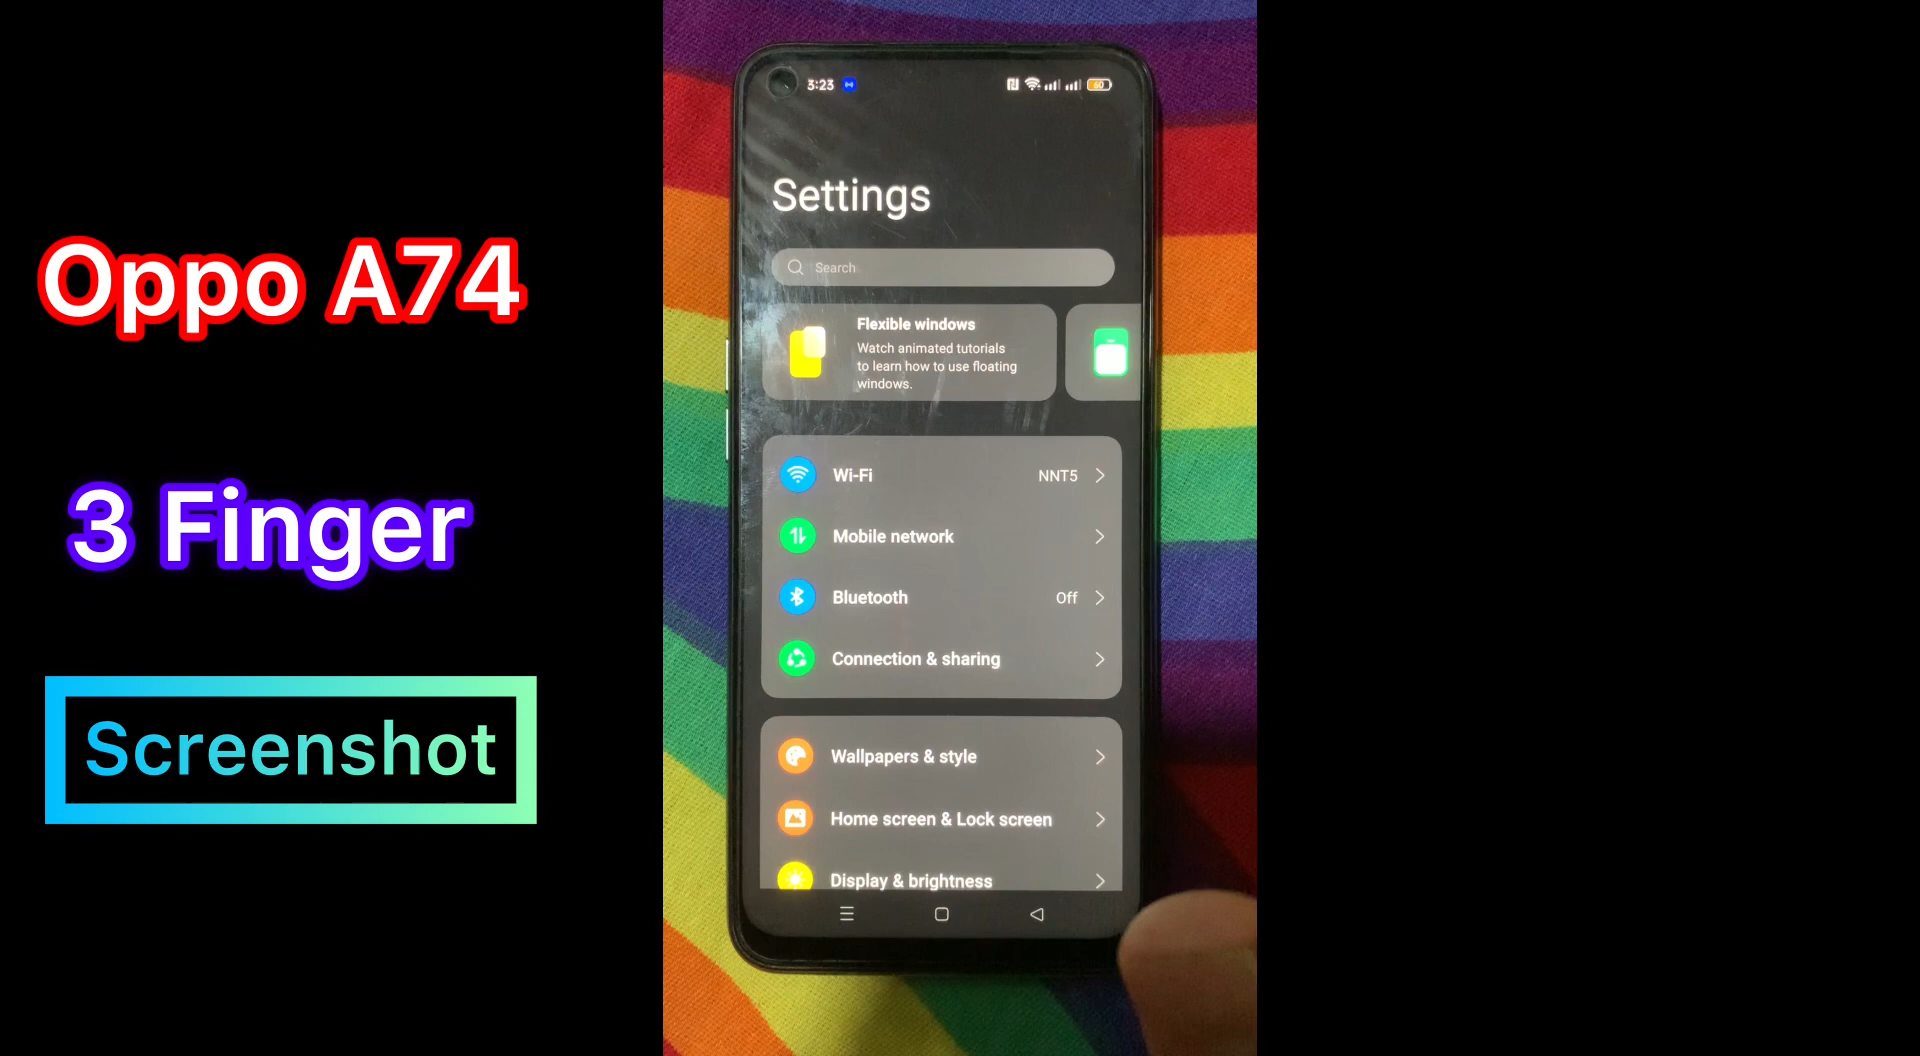 Oppo A74
3 Finger
Screenshot
3:23
60
Settings
Search
Flexible windows
Watch animated tutorials
to learn how to use floating
windows.
Wi-Fi NNT5
Mobile network
Bluetooth Off
Connection & sharing
Wallpapers & style
Home screen & Lock screen
Display & brightness